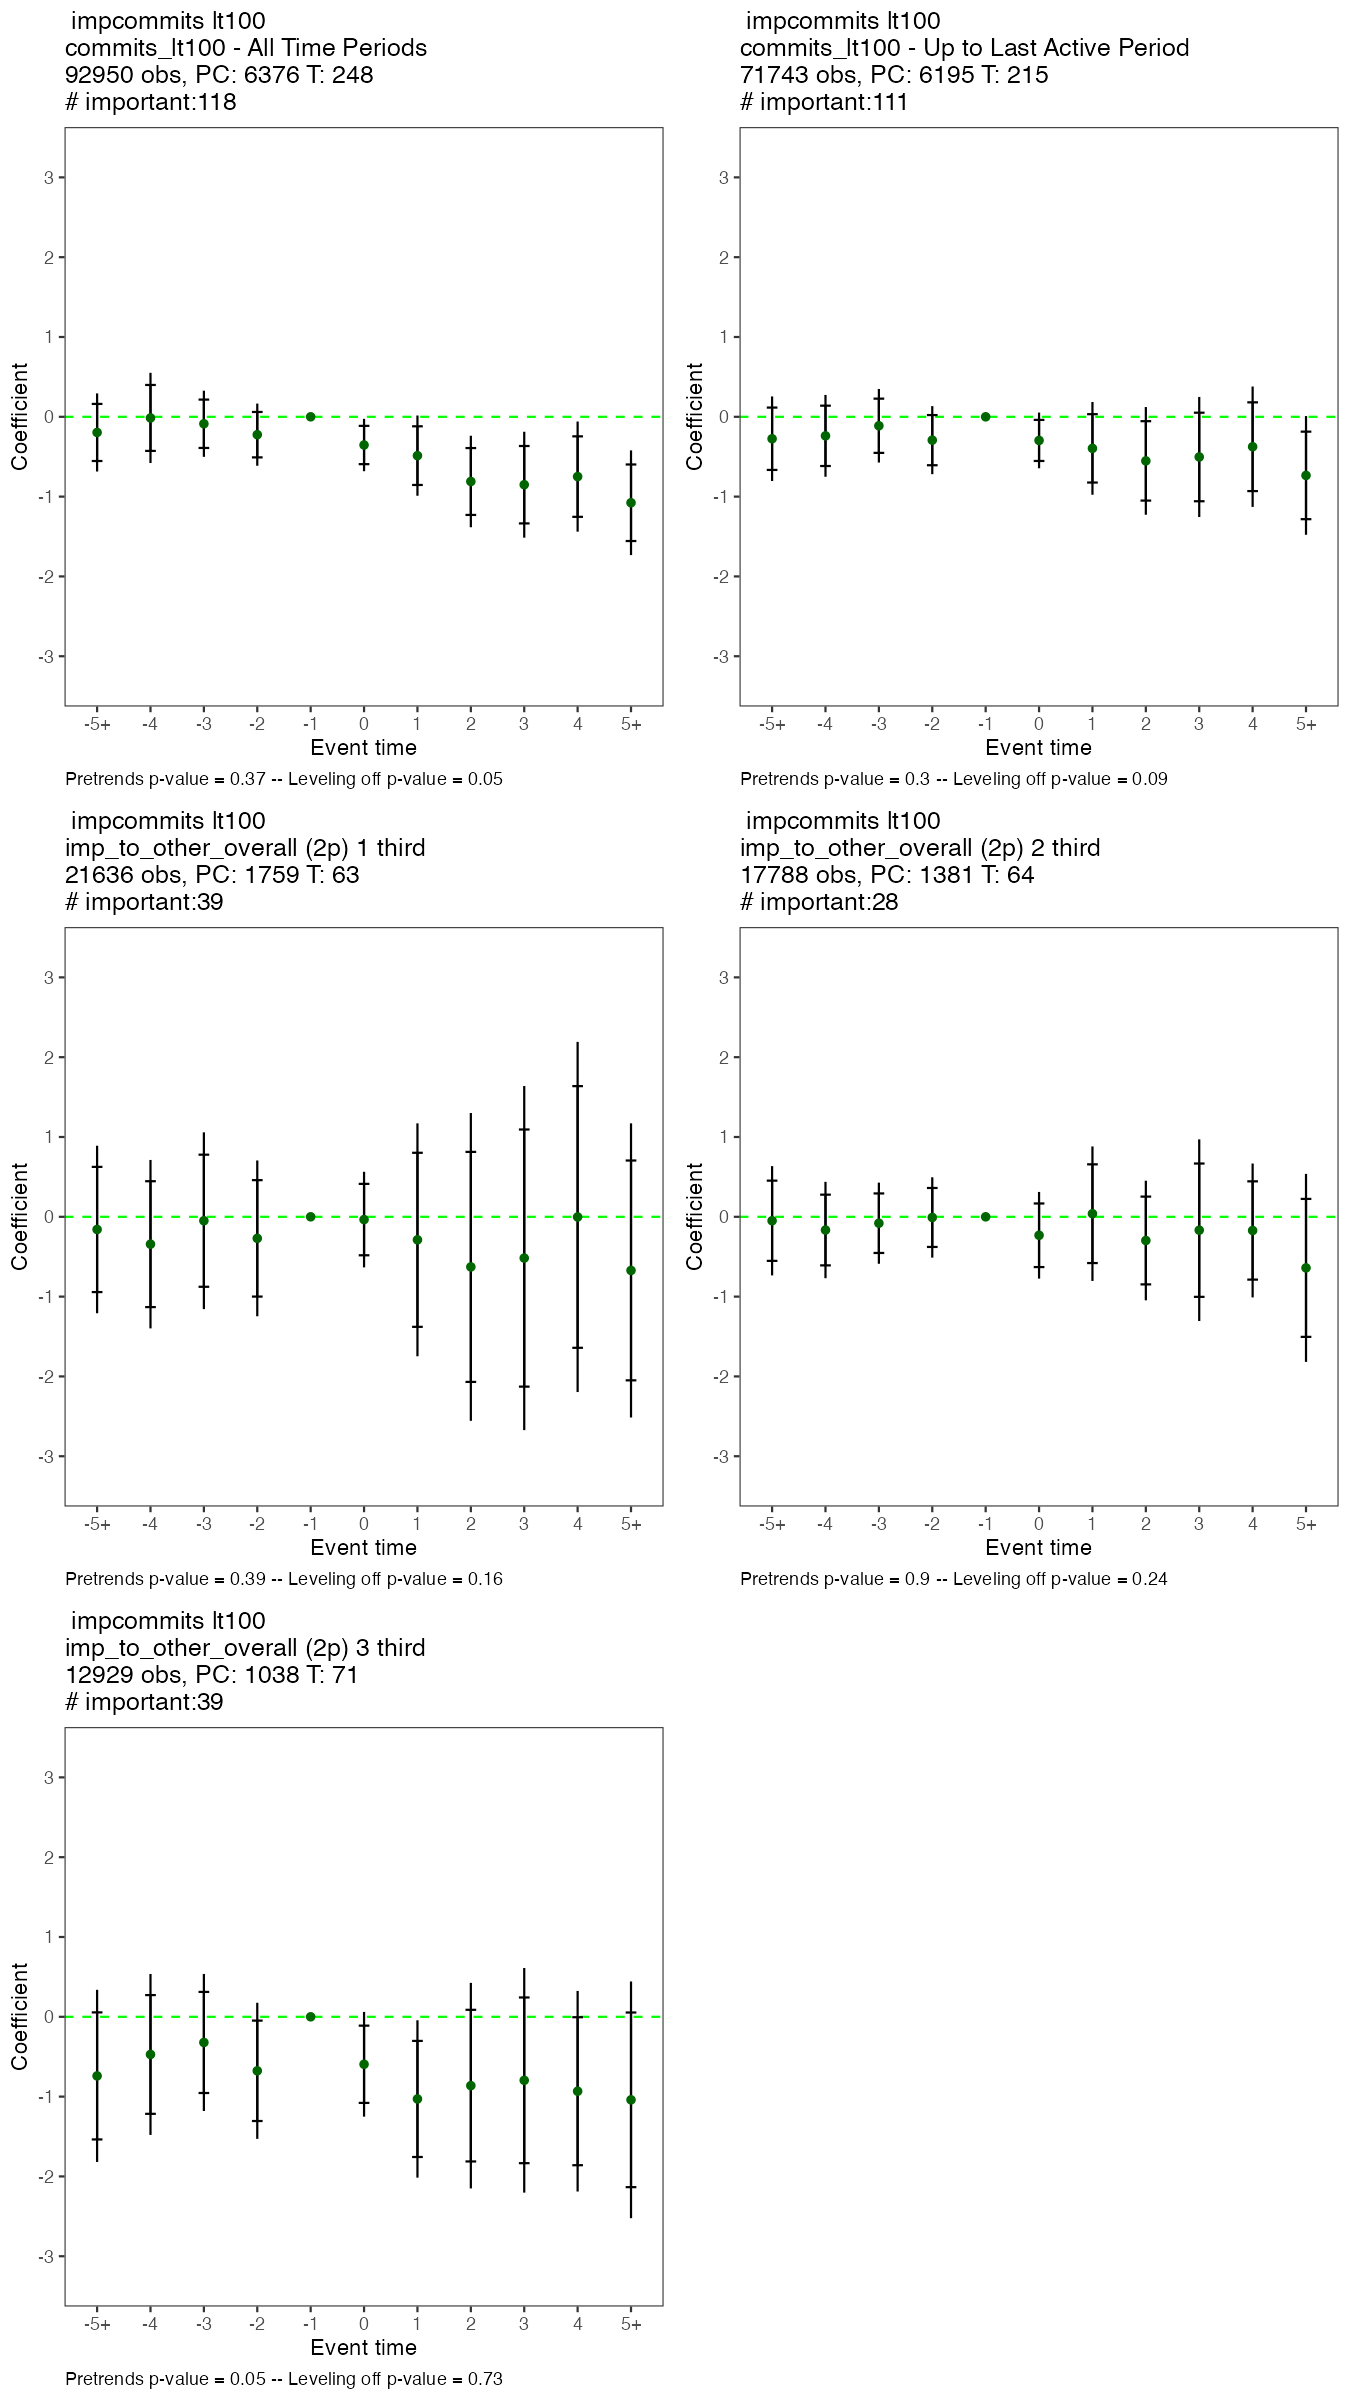 impcommits lt100
commits_lt100 - All Time Periods
92950 obs, PC: 6376 T: 248
# important:118
3
2
1
0
-1
-2
-3
Coefficient
-5+ -4 -3 -2 -1 0 1 2 3 4 5+
Event time
Pretrends p-value = 0.37 -- Leveling off p-value = 0.05
impcommits lt100
commits_lt100 - Up to Last Active Period
71743 obs, PC: 6195 T: 215
# important:111
3
2
1
0
-1
-2
-3
Coefficient
-5+ -4 -3 -2 -1 0 1 2 3 4 5+
Event time
Pretrends p-value = 0.3 -- Leveling off p-value = 0.09
impcommits lt100
imp_to_other_overall (2p) 1 third
21636 obs, PC: 1759 T: 63
# important:39
3
2
1
0
-1
-2
-3
Coefficient
-5+ -4 -3 -2 -1 0 1 2 3 4 5+
Event time
Pretrends p-value = 0.39 -- Leveling off p-value = 0.16
impcommits lt100
imp_to_other_overall (2p) 2 third
17788 obs, PC: 1381 T: 64
# important:28
3
2
1
0
-1
-2
-3
Coefficient
-5+ -4 -3 -2 -1 0 1 2 3 4 5+
Event time
Pretrends p-value = 0.9 -- Leveling off p-value = 0.24
impcommits lt100
imp_to_other_overall (2p) 3 third
12929 obs, PC: 1038 T: 71
# important:39
3
2
1
0
-1
-2
-3
Coefficient
-5+ -4 -3 -2 -1 0 1 2 3 4 5+
Event time
Pretrends p-value = 0.05 -- Leveling off p-value = 0.73